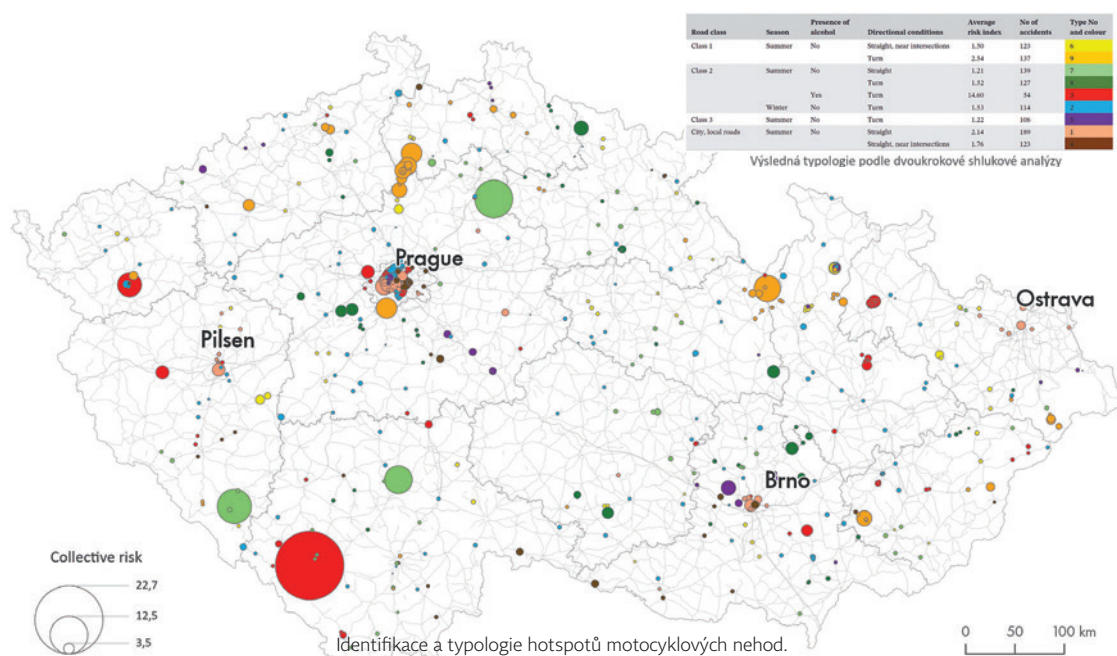 Road class Season Presence of alcohol Directional conditions Average risk index No of accidents Type No and colour
Class 1 Summer No Straight, near intersections 1.50 123 6
Turn 2.54 137 9
Class 2 Summer No Straight 1.21 139 7
Turn 1.52 127
Yes Turn 14.60 54 3
Winter No Turn 1.53 114 2
Class 3 Summer No Turn 1.22 106
City, local roads Summer No Straight 2.14 189 1
Straight, near intersections 1.76 123
Výsledná typologie podle dvoukrokové shlukové analýzy
Prague
Ostrava
Pilsen
Brno
Collective risk
22,7
12,5
3,5
0 50 100 km
Identifikace a typologie hotspotů motocyklových nehod.